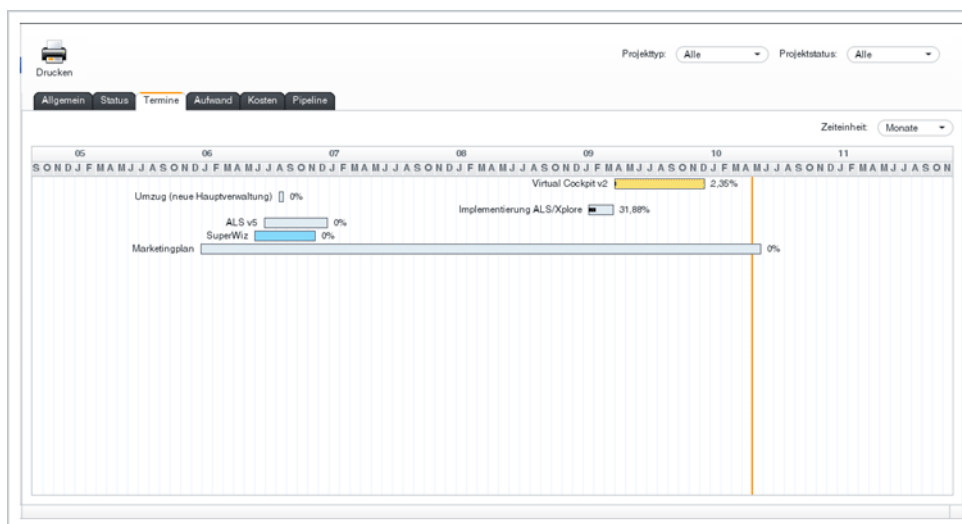 Drucken
Projekttyp: Alle Projektstatus: Alle
Allgemein Status Termine Aufwand Kosten Pipeline
Zeiteinheit: Monate
05 06 07 08 09 10 11
S O N D J F M A M J J A S O N D J F M A M J J A S O N D J F M A M J J A S O N D J F M A M J J A S O N D J F M A M J J A S O N D J F M A M J J A S O N D J F M A M J J A S O N
Virtual Cockpit v2 2,35%
Umzug (neue Hauptverwaltung) 0%
Implementierung ALS/Xplore 31,88%
ALS v5 0%
SuperWiz 0%
Marketingplan 0%